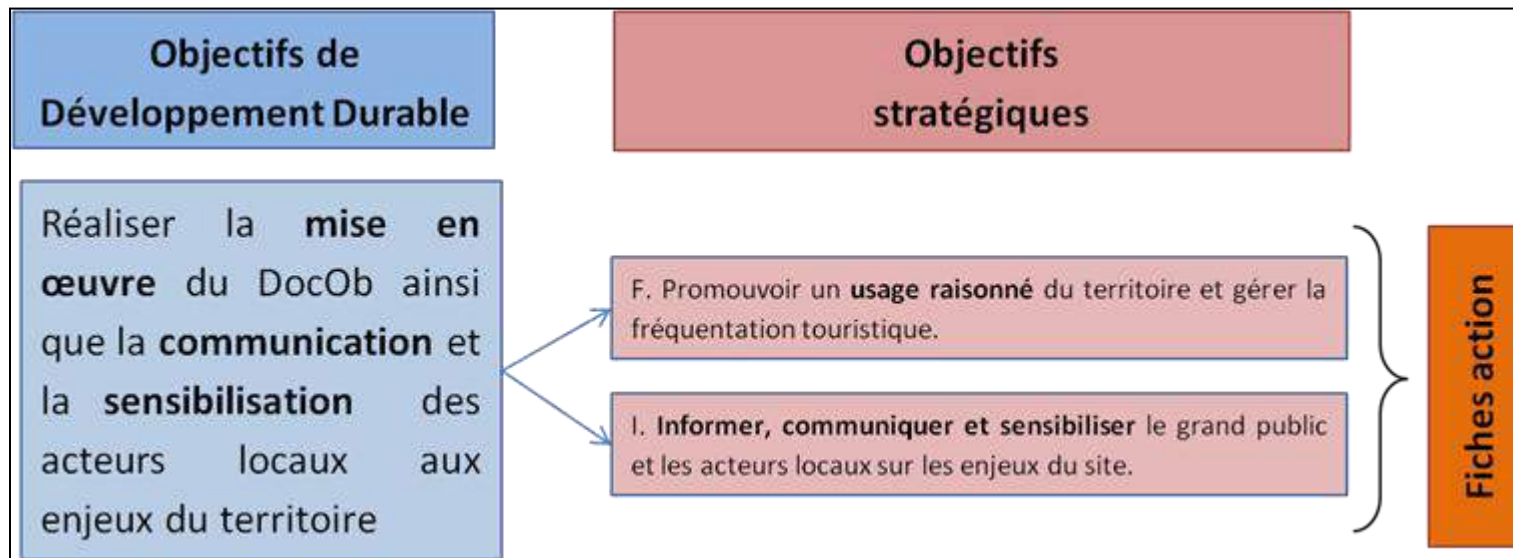 Objectifs de
Développement Durable
Objectifs
stratégiques
Réaliser la mise en
œuvre du DocOb ainsi
que la communication et
la sensibilisation des
acteurs locaux aux
enjeux du territoire
F. Promouvoir un usage raisonné du territoire et gérer la
fréquentation touristique.
I. Informer, communiquer et sensibiliser le grand public
et les acteurs locaux sur les enjeux du site.
Fiches action